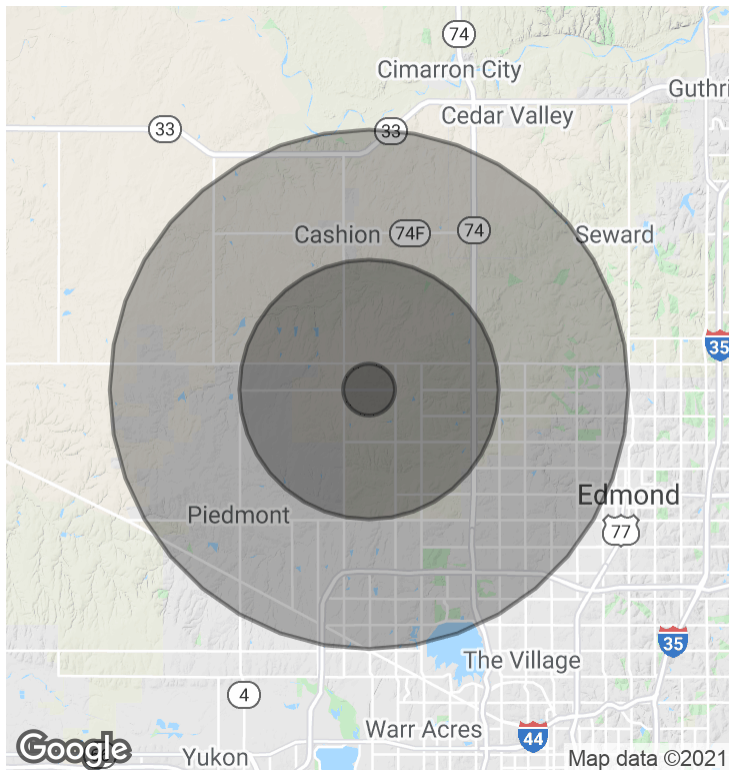 74
Cimarron City
Guthri
Cedar Valley
33
33
Cashion
74F
74
Seward
35
Edmond
Piedmont
77
35
The Village
4
Warr Acres
44
Yukon
Google
Map data ©2021